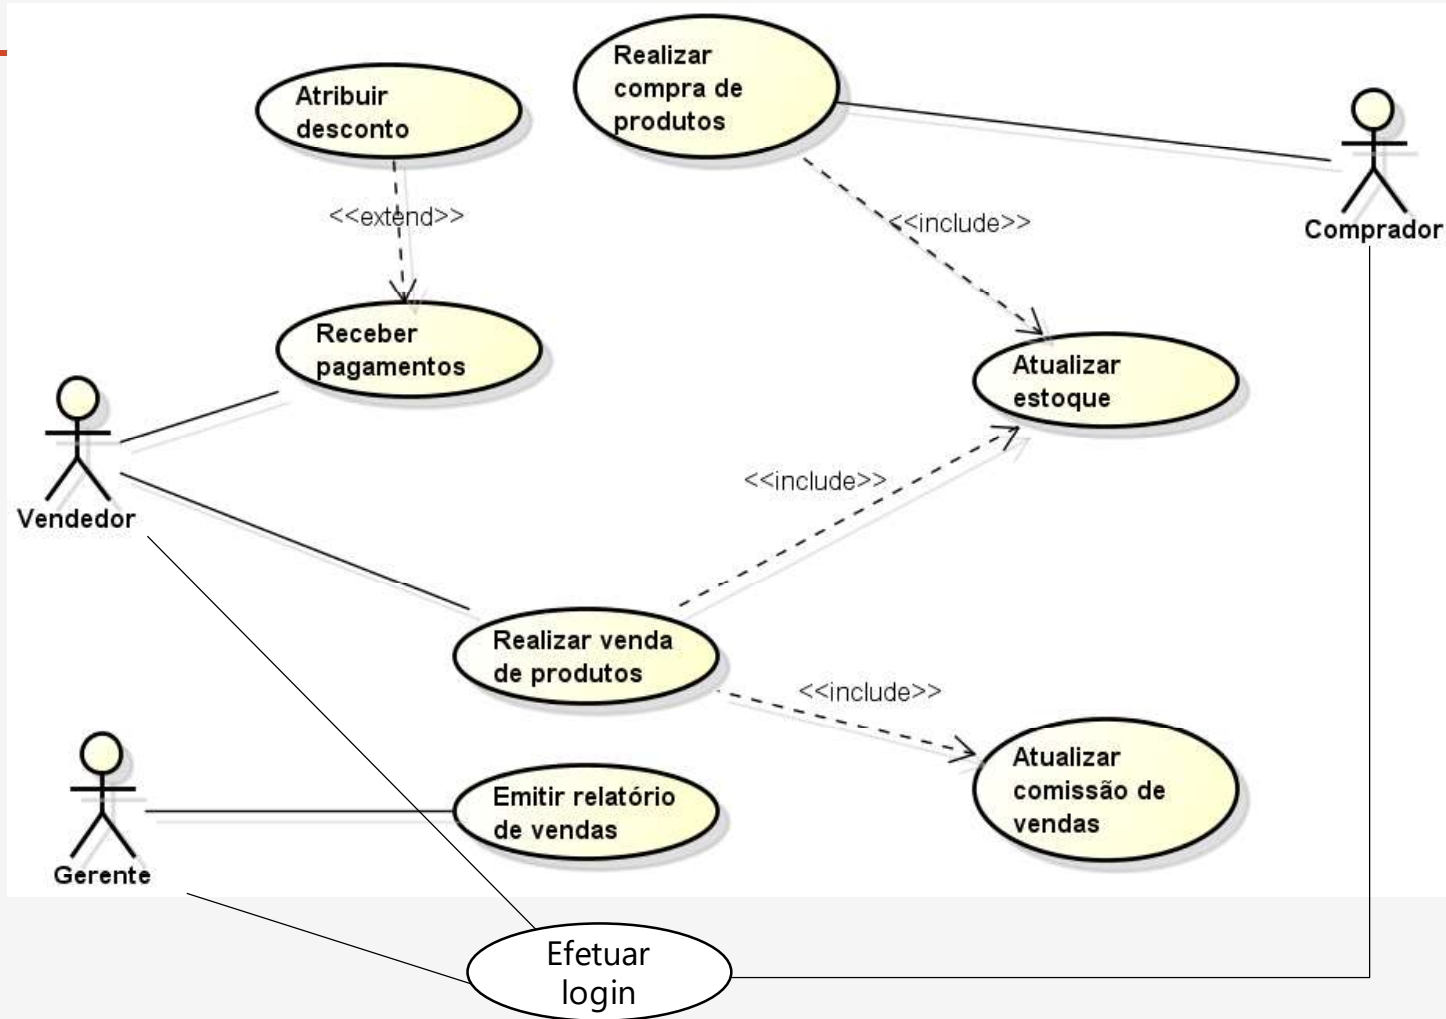 Realizar
compra de
produtos
Atribuir
desconto
<<extend>>
<<include>>
Comprador
Receber
pagamentos
Atualizar
estoque
Vendedor
<<include>>
Realizar venda
de produtos
<<include>>
Atualizar
comissão de
vendas
Emitir relatório
de vendas
Gerente
Efetuar
login